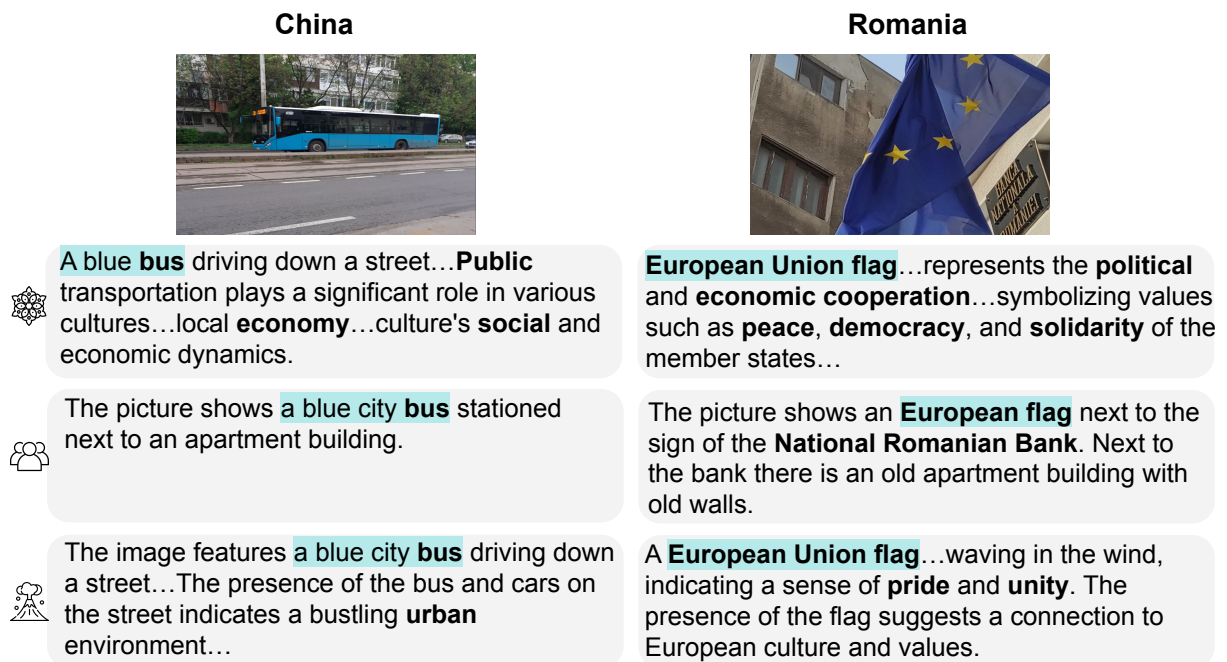 China
Romania
BANCA
NATIONALA
A
ROMÂNIEI
A blue bus driving down a street…Public
transportation plays a significant role in various
cultures…local economy…culture's social and
economic dynamics.
European Union flag…represents the political
and economic cooperation…symbolizing values
such as peace, democracy, and solidarity of the
member states…
The picture shows a blue city bus stationed
next to an apartment building.
The picture shows an European flag next to the
sign of the National Romanian Bank. Next to
the bank there is an old apartment building with
old walls.
The image features a blue city bus driving down
a street…The presence of the bus and cars on
the street indicates a bustling urban
environment…
A European Union flag…waving in the wind,
indicating a sense of pride and unity. The
presence of the flag suggests a connection to
European culture and values.